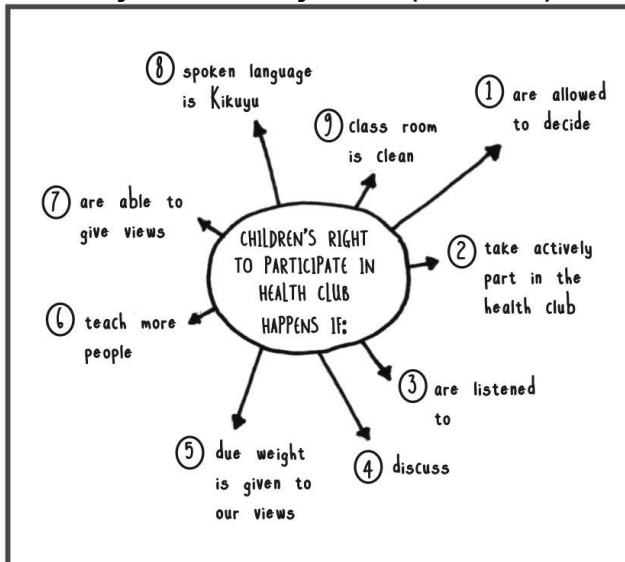 CHILDREN'S RIGHT
TO PARTICIPATE IN
HEALTH CLUB
HAPPENS IF:
1 are allowed
to decide
2 take actively
part in the
health club
3 are listened
to
4 discuss
5 due weight
is given to
our views
6 teach more
people
7 are able to
give views
8 spoken language
is Kikuyu
9 class room
is clean